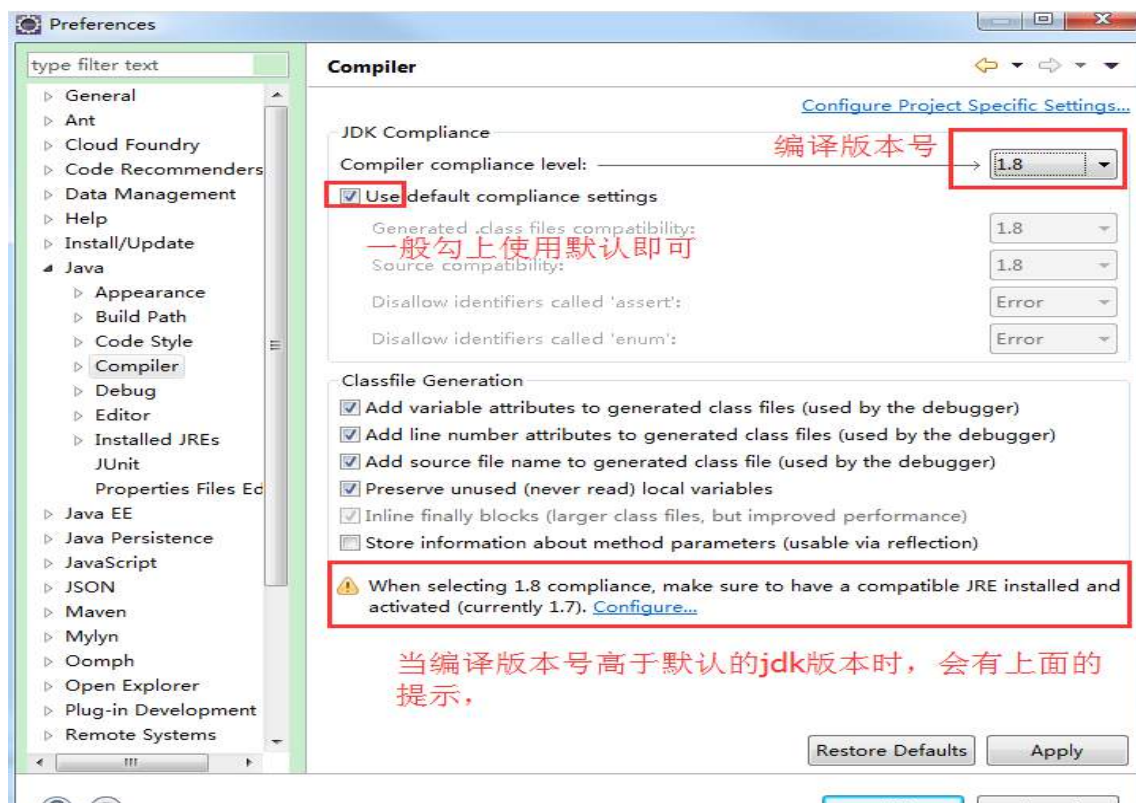 Preferences
type filter text
General
Ant
Cloud Foundry
Code Recommenders
Data Management
Help
Install/Update
Java
Appearance
Build Path
Code Style
Compiler
Debug
Editor
Installed JREs
JUnit
Properties Files Ed
Java EE
Java Persistence
JavaScript
JSON
Maven
Mylyn
Oomph
Open Explorer
Plug-in Development
Remote Systems
Compiler
Configure Project Specific Settings...
JDK Compliance
编译版本号
Compiler compliance level: 1.8
Use default compliance settings
Generated .class files compatibility: 1.8
一般勾上使用默认即可
Source compatibility: 1.8
Disallow identifiers called 'assert': Error
Disallow identifiers called 'enum': Error
Classfile Generation
Add variable attributes to generated class files (used by the debugger)
Add line number attributes to generated class files (used by the debugger)
Add source file name to generated class file (used by the debugger)
Preserve unused (never read) local variables
Inline finally blocks (larger class files, but improved performance)
Store information about method parameters (usable via reflection)
When selecting 1.8 compliance, make sure to have a compatible JRE installed and
activated (currently 1.7). Configure...
当编译版本号高于默认的jdk版本时，会有上面的
提示，
Restore Defaults
Apply